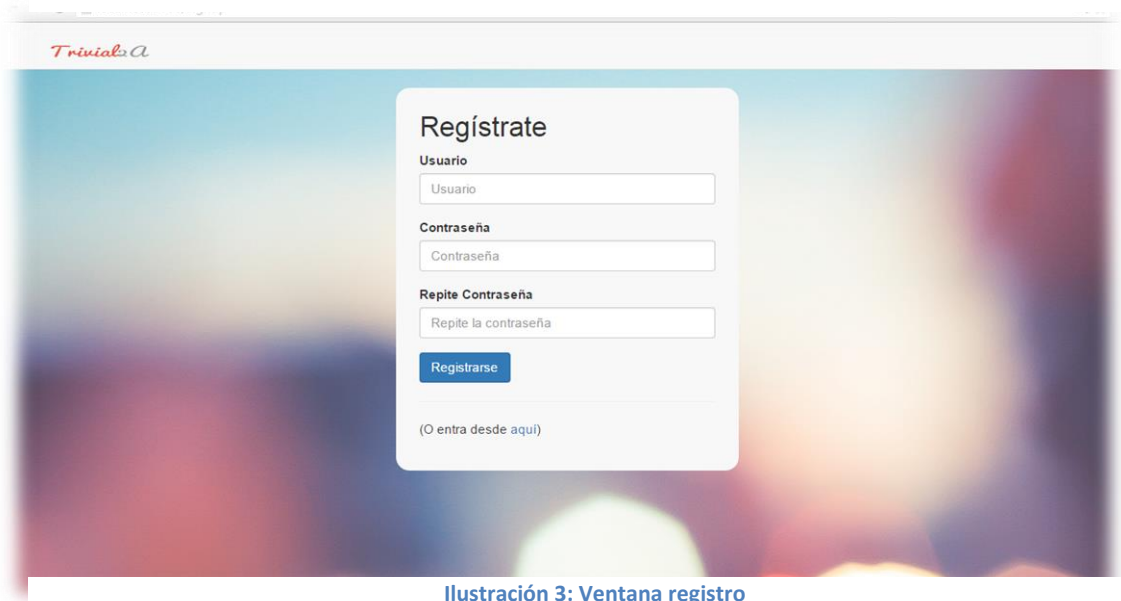 Trivial2a
Regístrate
Usuario
Usuario
Contraseña
Contraseña
Repite Contraseña
Repite la contraseña
Registrarse
(O entra desde aquí)
Ilustración 3: Ventana registro